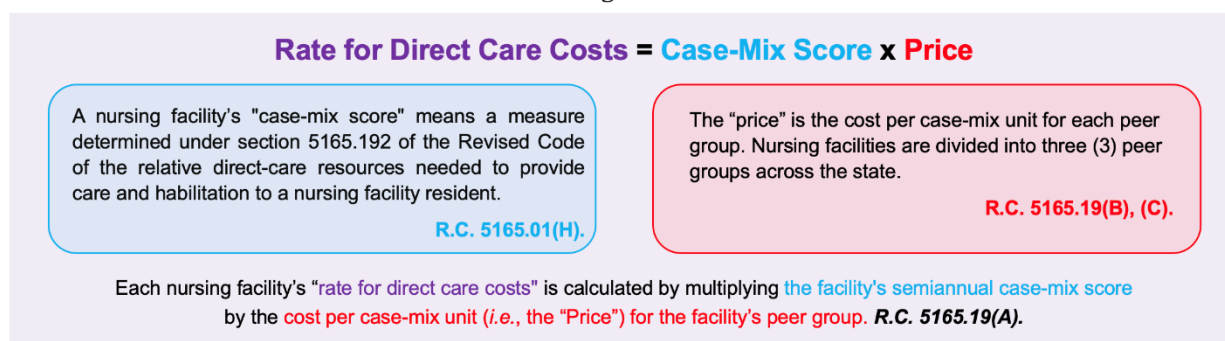 Rate for Direct Care Costs = Case-Mix Score x Price
A nursing facility's "case-mix score" means a measure
determined under section 5165.192 of the Revised Code
of the relative direct-care resources needed to provide
care and habilitation to a nursing facility resident.
R.C. 5165.01(H).
The “price” is the cost per case-mix unit for each peer
group. Nursing facilities are divided into three (3) peer
groups across the state.
R.C. 5165.19(B), (C).
Each nursing facility’s “rate for direct care costs" is calculated by multiplying the facility's semiannual case-mix score
by the cost per case-mix unit (i.e., the “Price”) for the facility’s peer group. R.C. 5165.19(A).